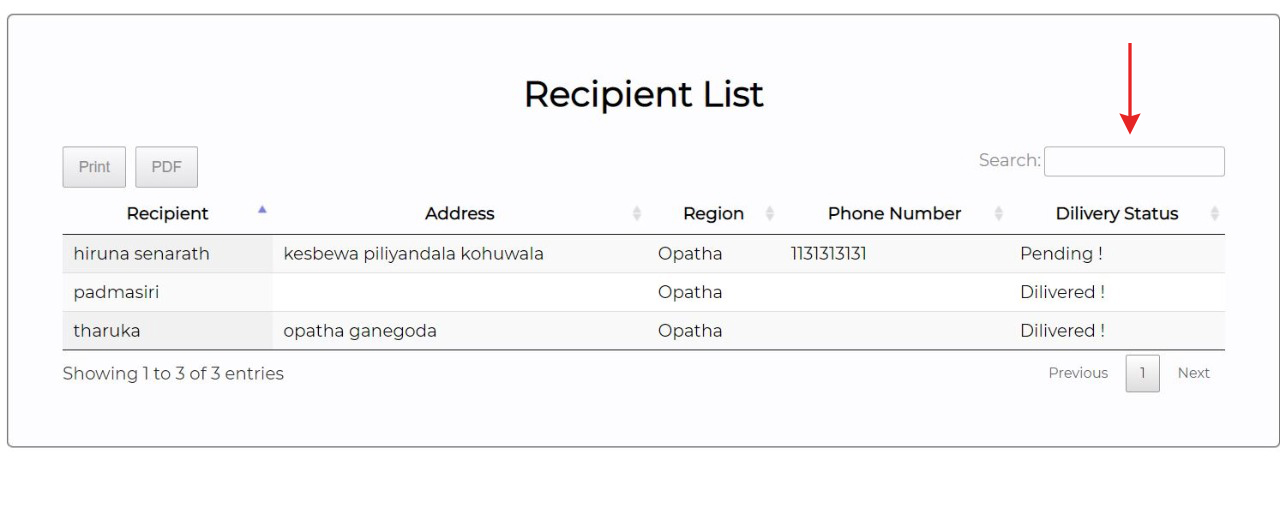 Recipient List
Print PDF Search:
Recipient Address Region Phone Number Dilivery Status
hiruna senarath kesbewa piliyandala kohuwala Opatha 1131313131 Pending !
padmasiri Opatha Dilivered !
tharuka opatha ganegoda Opatha Dilivered !
Showing 1 to 3 of 3 entries Previous 1 Next